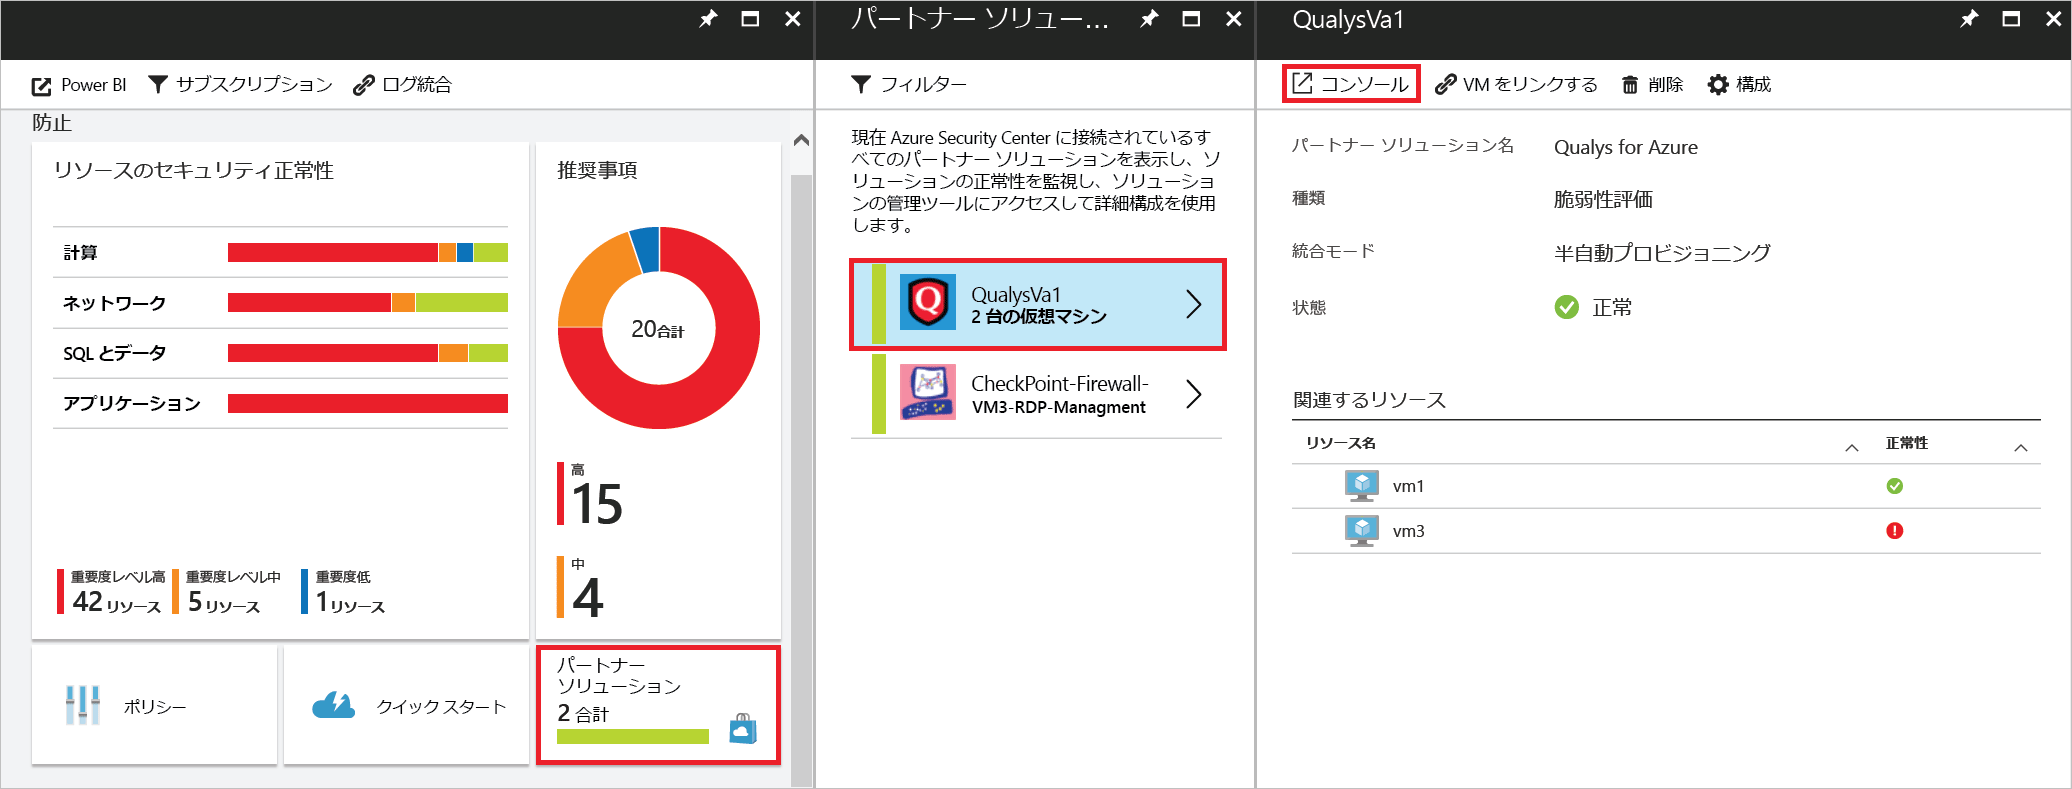 Power BI
サブスクリプション
ログ統合
防止
リソースのセキュリティ正常性
計算
ネットワーク
SQL とデータ
アプリケーション
重要度レベル高
42 リソース
重要度レベル中
5 リソース
重要度低
1 リソース
推奨事項
20合計
高
15
中
4
ポリシー
クイック スタート
パートナー
ソリューション
2 合計
パートナー ソリュー...
フィルター
現在 Azure Security Center に接続されているす
べてのパートナー ソリューションを表示し、ソ
リューションの正常性を監視し、ソリューショ
ンの管理ツールにアクセスして詳細構成を使用
します。
Q
QualysVa1
2 台の仮想マシン
CheckPoint-Firewall-
VM3-RDP-Managment
QualysVa1
コンソール
VM をリンクする
削除
構成
パートナー ソリューション名
Qualys for Azure
種類
脆弱性評価
統合モード
半自動プロビジョニング
状態
正常
関連するリソース
リソース名
正常性
vm1
vm3